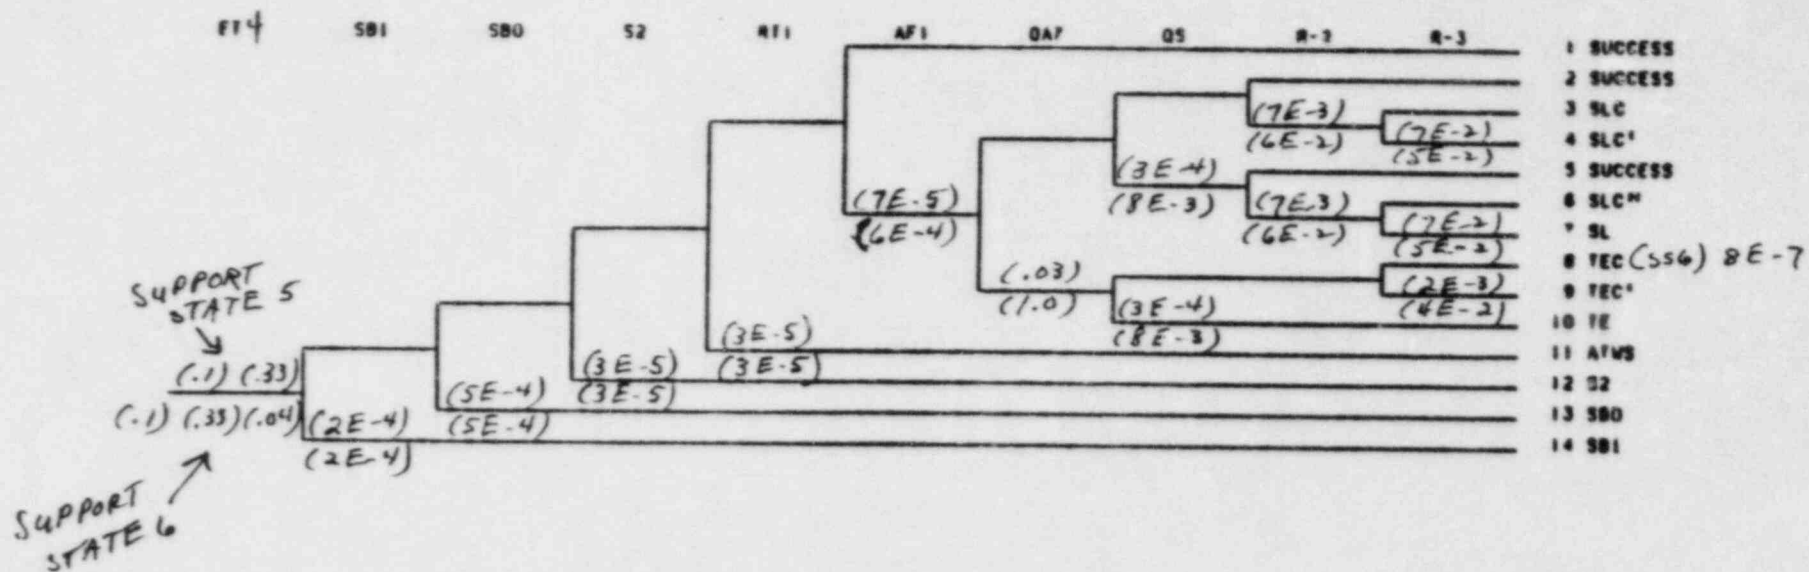 FT4 SB1 SBO S2 RT1 AF1 QA7 QS R-2 R-3
1 SUCCESS
2 SUCCESS
(7E-3) 3 SLC
(6E-2) (7E-2) 4 SLC'
(5E-2)
(3E-4) 5 SUCCESS
(7E-5) (8E-3) (7E-3) 6 SLC"
(6E-4) (6E-2) (7E-2) 7 SL
(5E-2)
(.03) 8 TEC (SS6) 8E-7
(1.0) (3E-4) (2E-3) 9 TEC'
(8E-3) (4E-2) 10 TE
SUPPORT
STATE 5
(3E-5) 11 ATWS
(3E-5)
(.1) (.33) (3E-5) 12 S2
(3E-5)
(5E-4) 13 SBO
(.1) (.33) (.04) (2E-4) (5E-4)
(2E-4) 14 SB1
SUPPORT
STATE 6